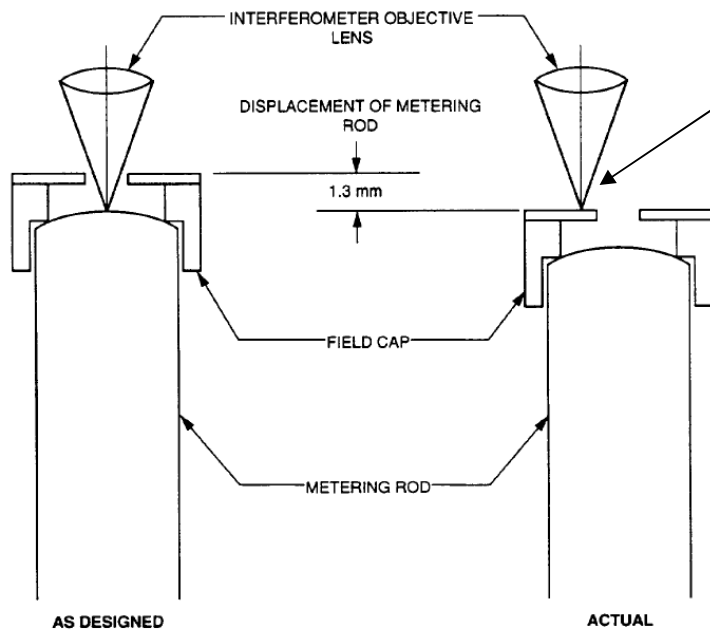 INTERFEROMETER OBJECTIVE
LENS
DISPLACEMENT OF METERING
ROD
1.3 mm
FIELD CAP
METERING ROD
AS DESIGNED
ACTUAL